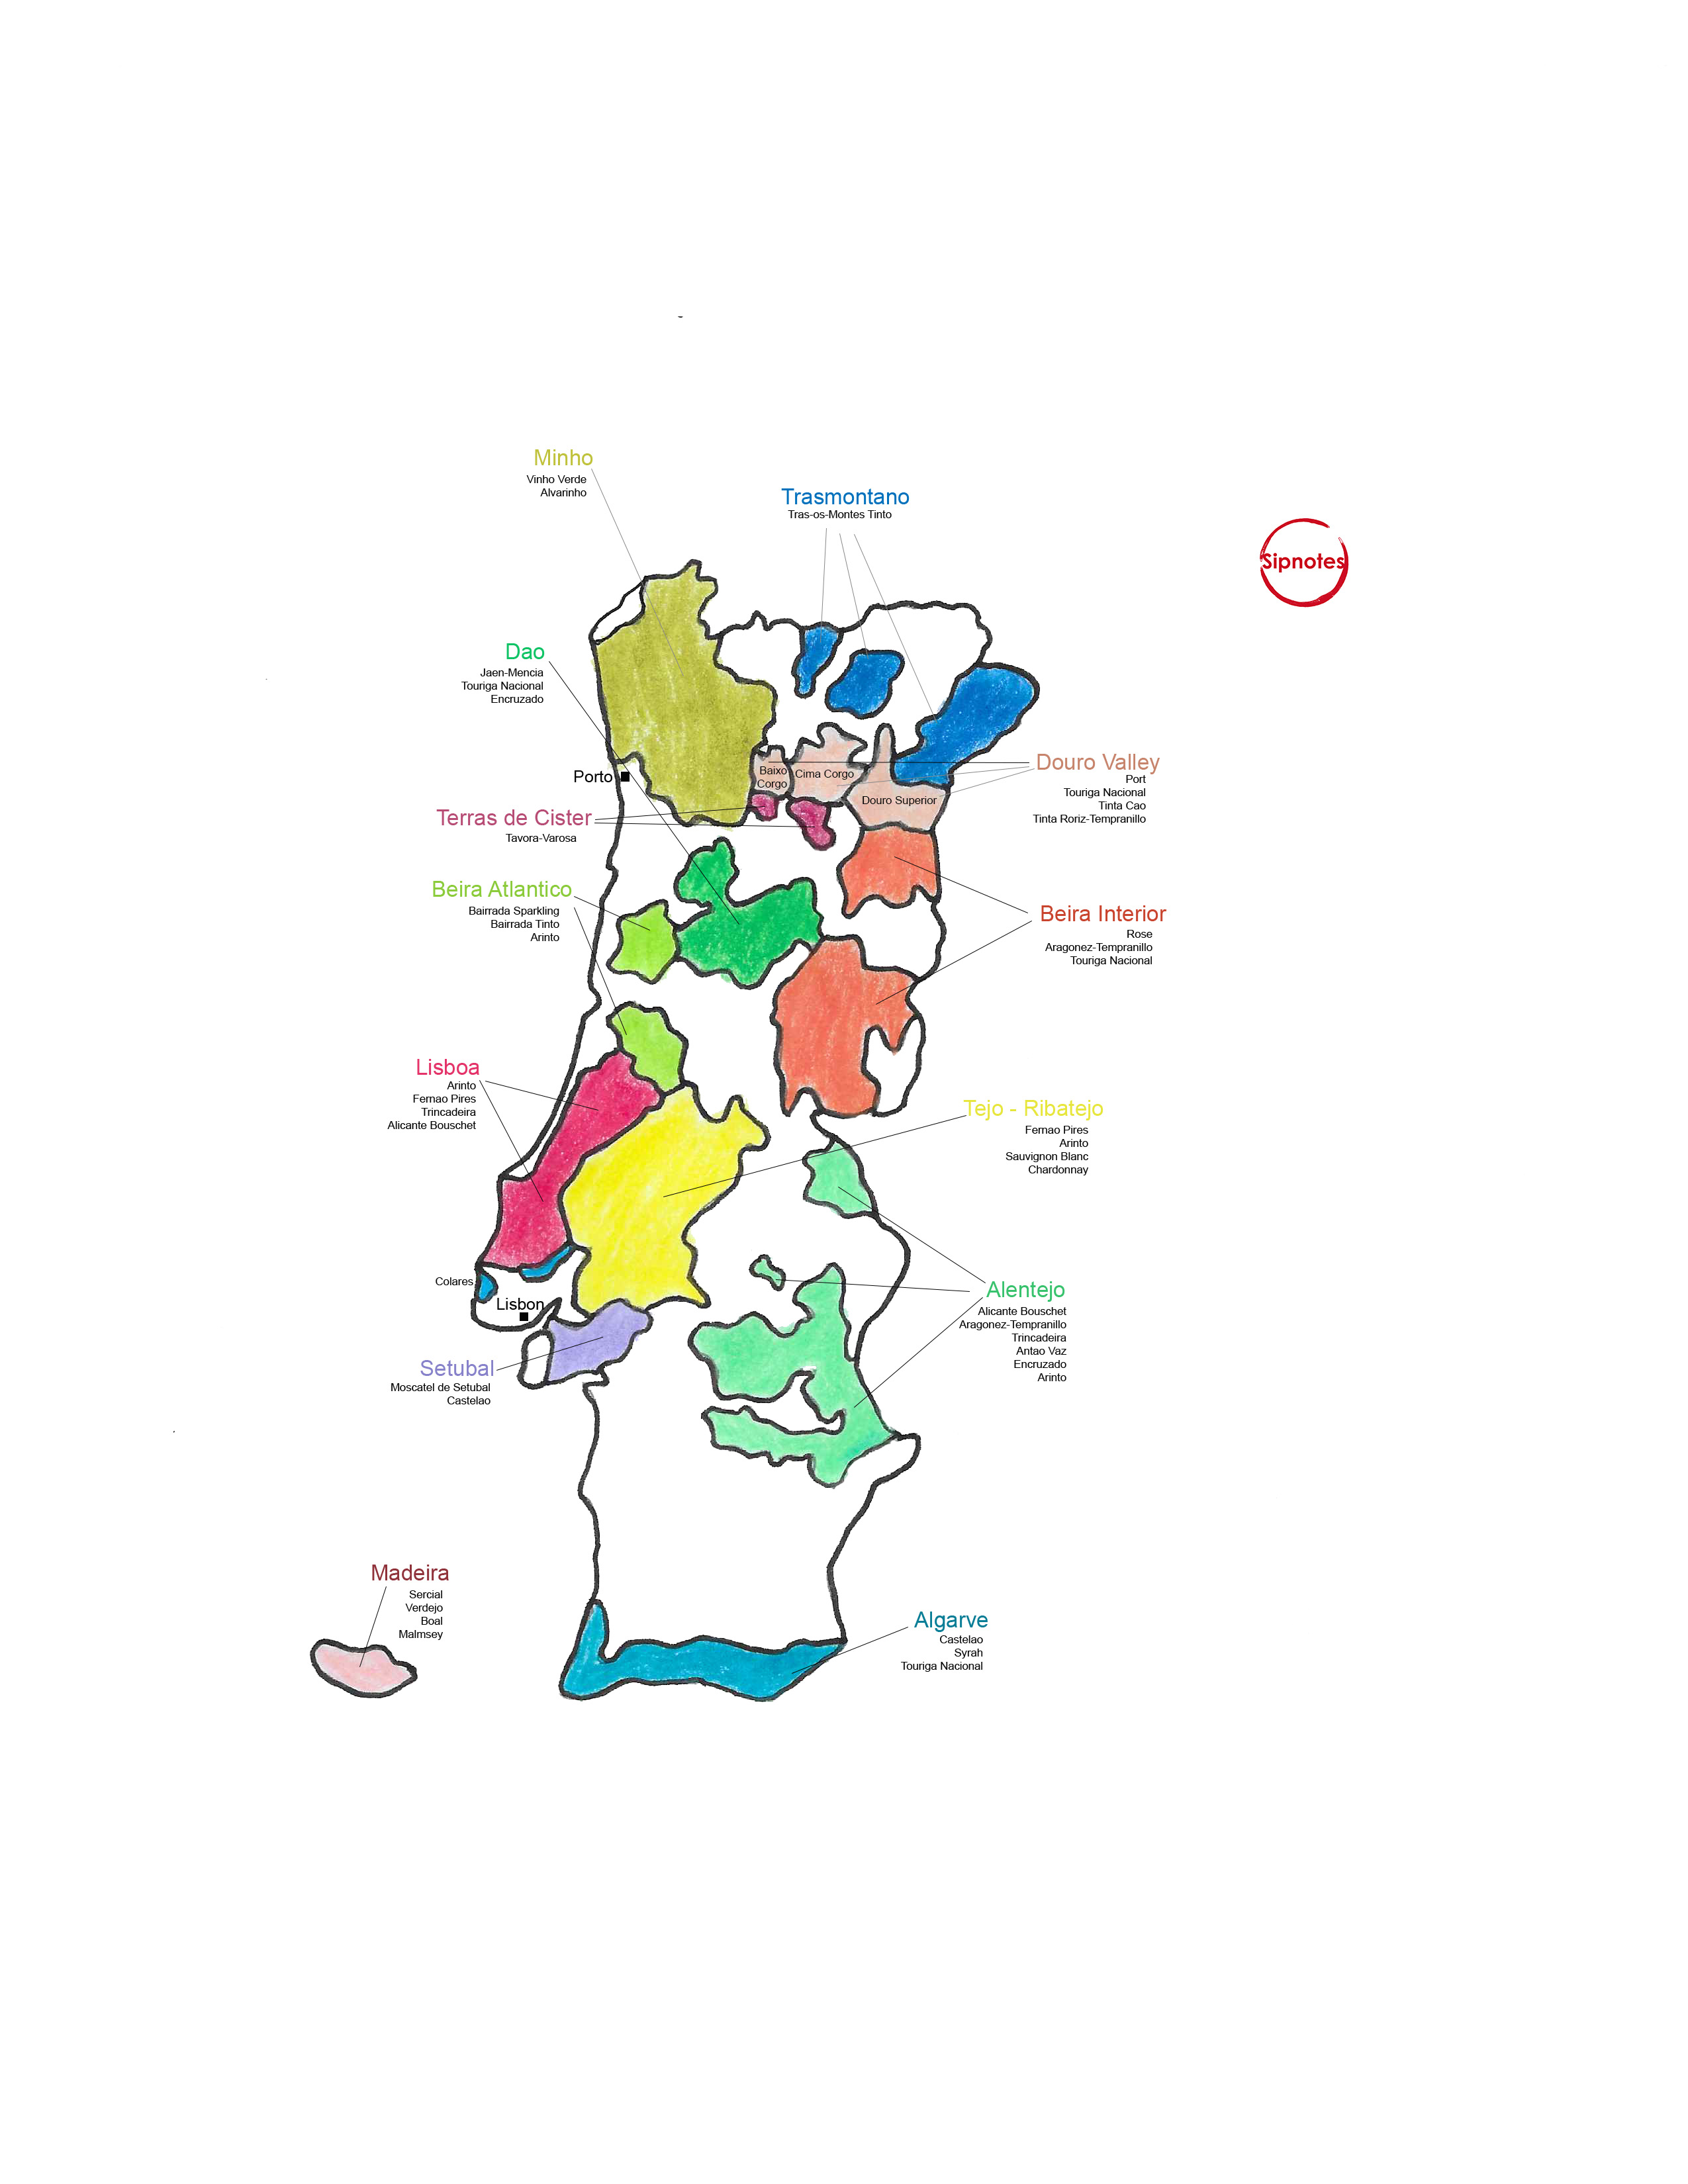 Minho
Vinho Verde
Alvarinho
Trasmontano
Tras-os-Montes Tinto
Sipnotes
Dao
Jaen-Mencia
Touriga Nacional
Encruzado
Porto
Baixo
Corgo
Cima Corgo
Douro Superior
Douro Valley
Port
Touriga Nacional
Tinta Cao
Tinta Roriz-Tempranillo
Terras de Cister
Tavora-Varosa
Beira Atlantico
Bairrada Sparkling
Bairrada Tinto
Arinto
Beira Interior
Rose
Aragonez-Tempranillo
Touriga Nacional
Lisboa
Arinto
Fernao Pires
Trincadeira
Alicante Bouschet
Tejo - Ribatejo
Fernao Pires
Arinto
Sauvignon Blanc
Chardonnay
Colares
Lisbon
Alentejo
Alicante Bouschet
Aragonez-Tempranillo
Trincadeira
Antao Vaz
Encruzado
Arinto
Setubal
Moscatel de Setubal
Castelao
Madeira
Sercial
Verdejo
Boal
Malmsey
Algarve
Castelao
Syrah
Touriga Nacional